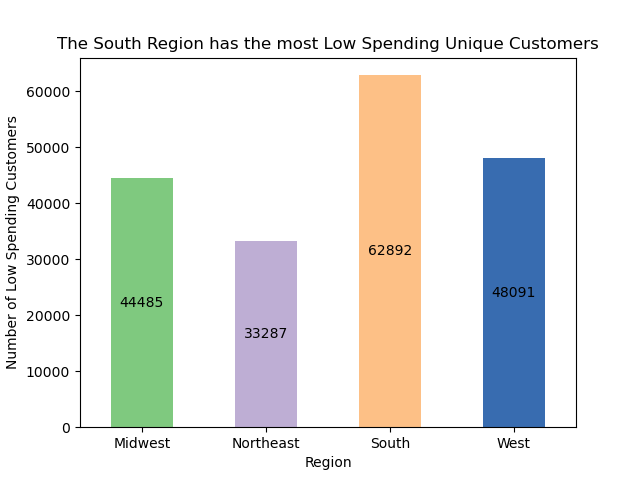 The South Region has the most Low Spending Unique Customers
Number of Low Spending Customers
60000
50000
40000
30000
20000
10000
0
44485
33287
62892
48091
Midwest
Northeast
South
West
Region